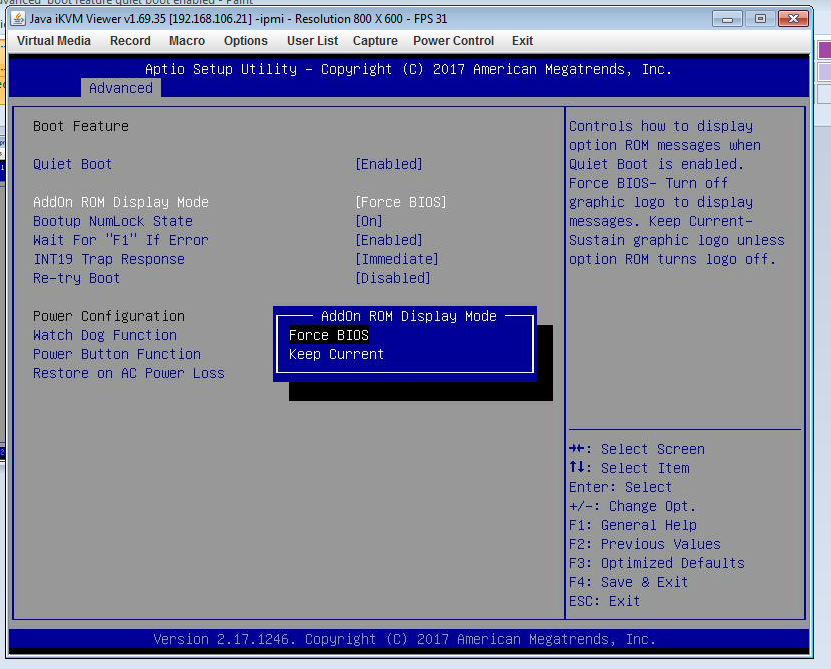 Advanced "boot feature quiet boot enabled - Paint
Java iKVM Viewer v1.69.35 [192.168.106.21] -ipmi - Resolution 800 X 600 - FPS 31
Virtual Media Record Macro Options User List Capture Power Control Exit
Aptio Setup Utility - Copyright (C) 2017 American Megatrends, Inc.
Advanced
Boot Feature
Quiet Boot [Enabled]
AddOn ROM Display Mode [Force BIOS]
Bootup NumLock State [On]
Wait For "F1" If Error [Enabled]
INT19 Trap Response [Immediate]
Re-try Boot [Disabled]
Power Configuration
Watch Dog Function
Power Button Function
Restore on AC Power Loss
AddOn ROM Display Mode
Force BIOS
Keep Current
Controls how to display
option ROM messages when
Quiet Boot is enabled.
Force BIOS- Turn off
graphic logo to display
messages. Keep Current-
Sustain graphic logo unless
option ROM turns logo off.
→←: Select Screen
↑↓: Select Item
Enter: Select
+/-: Change Opt.
F1: General Help
F2: Previous Values
F3: Optimized Defaults
F4: Save & Exit
ESC: Exit
Version 2.17.1246. Copyright (C) 2017 American Megatrends, Inc.